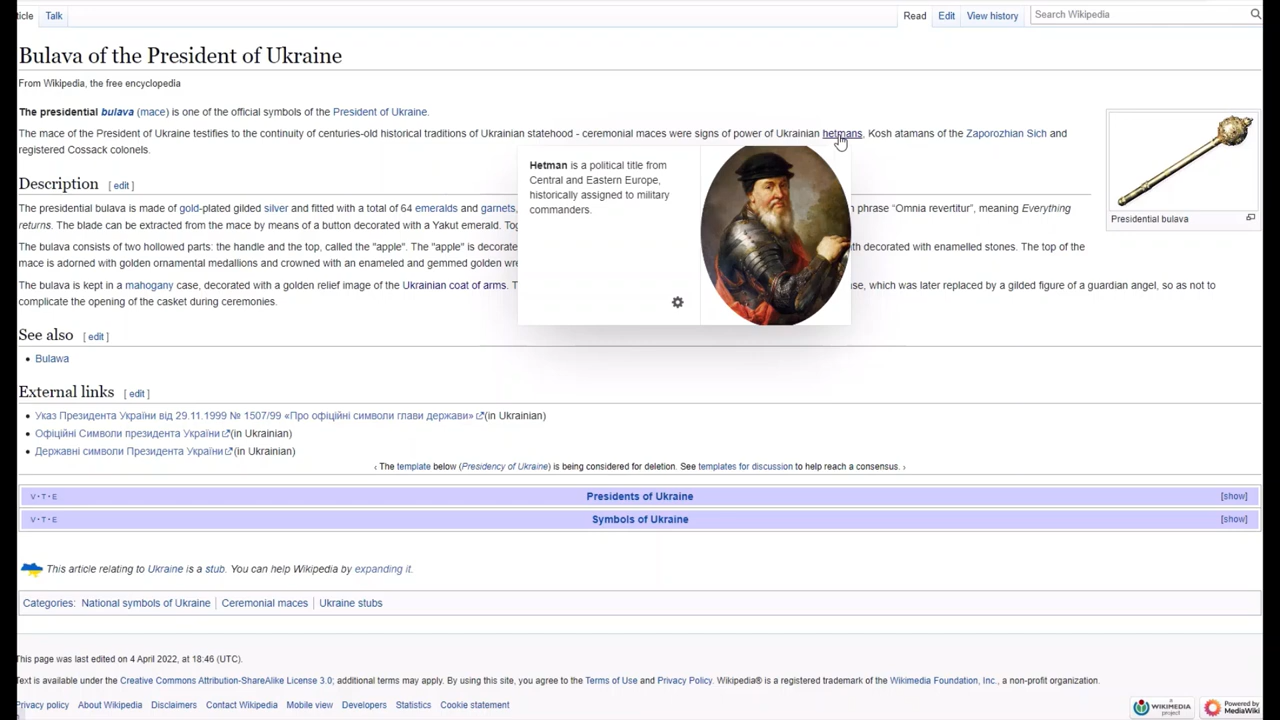 ticle Talk Read Edit View history Search Wikipedia
Bulava of the President of Ukraine
From Wikipedia, the free encyclopedia
The presidential bulava (mace) is one of the official symbols of the President of Ukraine.
The mace of the President of Ukraine testifies to the continuity of centuries-old historical traditions of Ukrainian statehood - ceremonial maces were signs of power of Ukrainian hetmans, Kosh atamans of the Zaporozhian Sich and
registered Cossack colonels.
Presidential bulava
Hetman is a political title from
Central and Eastern Europe,
historically assigned to military
commanders.
Description [ edit ]
The presidential bulava is made of gold-plated gilded silver and fitted with a total of 64 emeralds and garnets, n phrase “Omnia revertitur”, meaning Everything
returns. The blade can be extracted from the mace by means of a button decorated with a Yakut emerald. Tog
The bulava consists of two hollowed parts: the handle and the top, called the "apple". The "apple" is decorate th decorated with enamelled stones. The top of the
mace is adorned with golden ornamental medallions and crowned with an enameled and gemmed golden wre
The bulava is kept in a mahogany case, decorated with a golden relief image of the Ukrainian coat of arms. T se, which was later replaced by a gilded figure of a guardian angel, so as not to
complicate the opening of the casket during ceremonies.
See also [ edit ]
Bulawa
External links [ edit ]
Указ Президента України від 29.11.1999 № 1507/99 «Про офіційні символи глави держави» (in Ukrainian)
Офіційні Символи президента України (in Ukrainian)
Державні символи Президента України (in Ukrainian)
‹ The template below (Presidency of Ukraine) is being considered for deletion. See templates for discussion to help reach a consensus. ›
V·T·E Presidents of Ukraine [show]
V·T·E Symbols of Ukraine [show]
This article relating to Ukraine is a stub. You can help Wikipedia by expanding it.
Categories: National symbols of Ukraine | Ceremonial maces | Ukraine stubs
This page was last edited on 4 April 2022, at 18:46 (UTC).
Text is available under the Creative Commons Attribution-ShareAlike License 3.0; additional terms may apply. By using this site, you agree to the Terms of Use and Privacy Policy. Wikipedia® is a registered trademark of the Wikimedia Foundation, Inc., a non-profit organization.
Privacy policy About Wikipedia Disclaimers Contact Wikipedia Mobile view Developers Statistics Cookie statement
WIKIMEDIA project Powered by MediaWiki